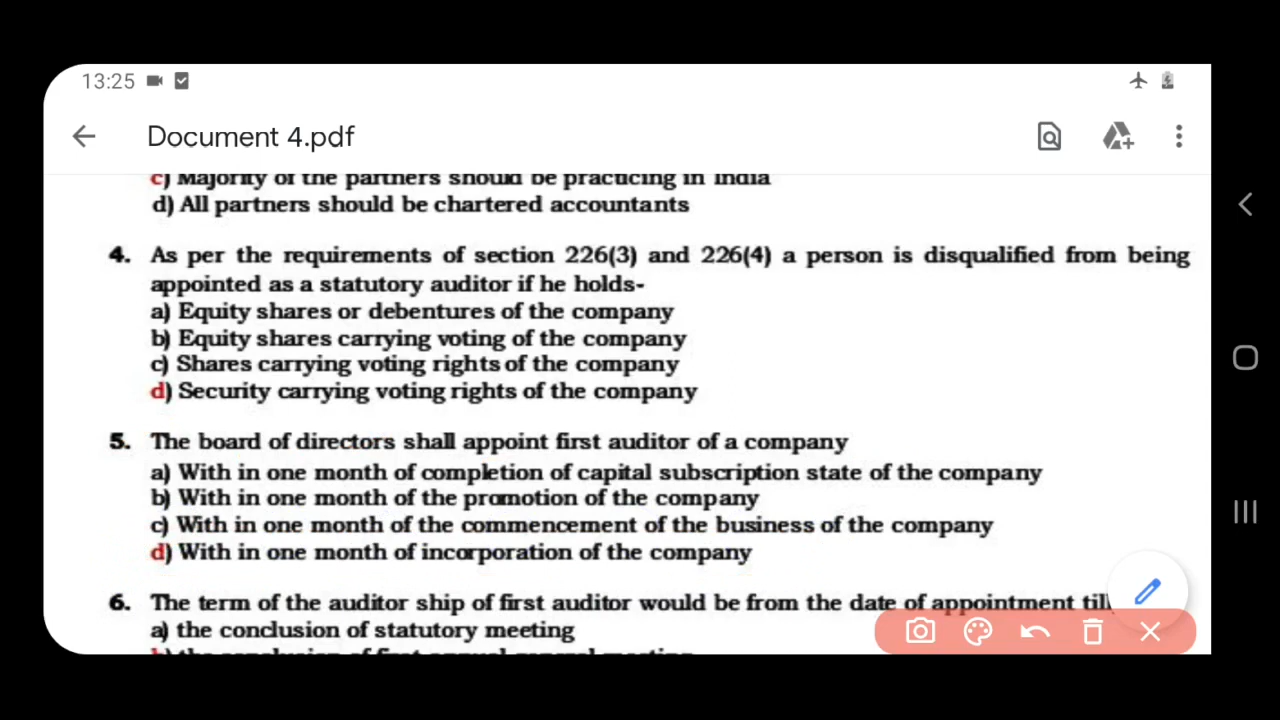 13:25
Document 4.pdf
c) Majority of the partners should be practicing in India
d) All partners should be chartered accountants
4. As per the requirements of section 226(3) and 226(4) a person is disqualified from being
appointed as a statutory auditor if he holds-
a) Equity shares or debentures of the company
b) Equity shares carrying voting of the company
c) Shares carrying voting rights of the company
d) Security carrying voting rights of the company
5. The board of directors shall appoint first auditor of a company
a) With in one month of completion of capital subscription state of the company
b) With in one month of the promotion of the company
c) With in one month of the commencement of the business of the company
d) With in one month of incorporation of the company
6. The term of the auditor ship of first auditor would be from the date of appointment till
a) the conclusion of statutory meeting
b) the conclusion of first annual general meeting